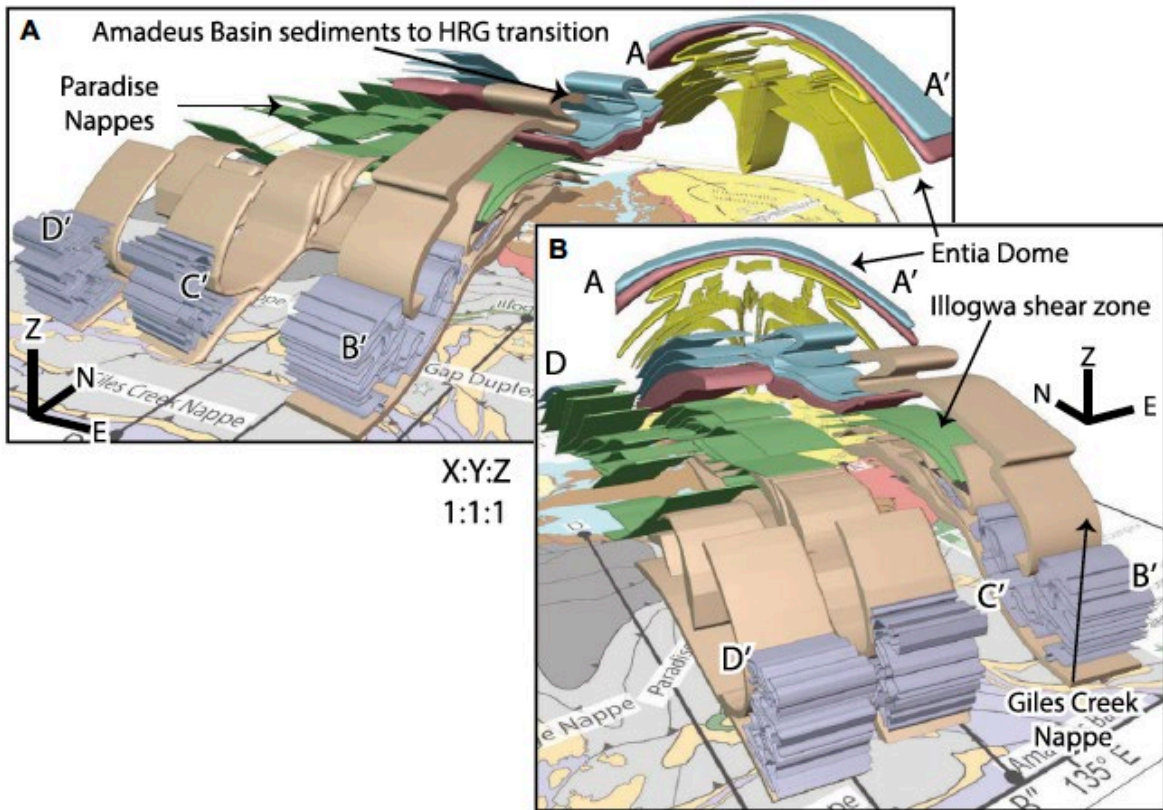 A
Amadeus Basin sediments to HRG transition
Paradise
Nappes
A
A'
D'
C'
B'
Z
N
E
Giles Creek Nappe
Gap Duplex
Entia Dome
X:Y:Z
1:1:1
B
A
A'
Illogwa shear zone
D
Z
N
E
D'
C'
B'
Giles Creek
Nappe
Nappe
135° E
B"